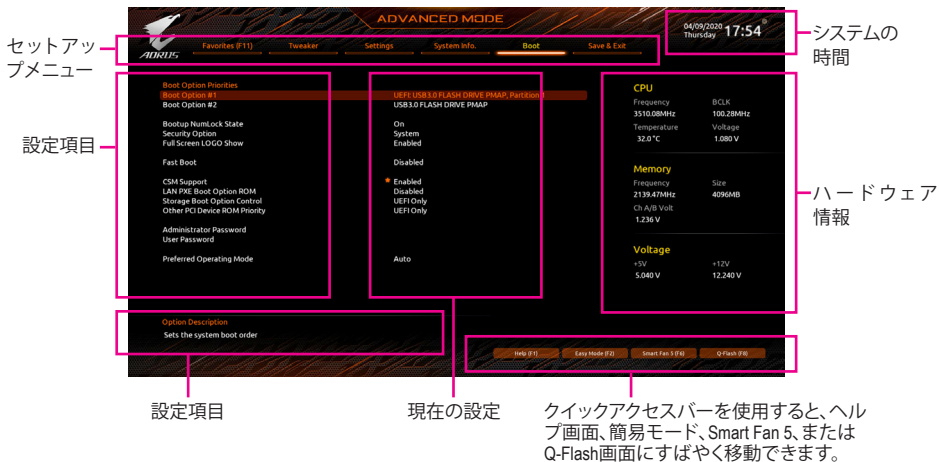 ADVANCED MODE
04/09/2020
Thursday
17:54
AORUS
Favorites (F11)
Tweaker
Settings
System Info.
Boot
Save & Exit
セットアッ
プメニュー
システムの
時間
設定項目
Boot Option Priorities
Boot Option #1 UEFI: USB3.0 FLASH DRIVE PMAP, Partition 1
Boot Option #2 USB3.0 FLASH DRIVE PMAP
Bootup NumLock State On
Security Option System
Full Screen LOGO Show Enabled
Fast Boot Disabled
CSM Support * Enabled
LAN PXE Boot Option ROM Disabled
Storage Boot Option Control UEFI Only
Other PCI Device ROM Priority UEFI Only
Administrator Password
User Password
Preferred Operating Mode Auto
CPU
Frequency BCLK
3510.08MHz 100.28MHz
Temperature Voltage
32.0 °C 1.080 V
Memory
Frequency Size
2139.47MHz 4096MB
Ch A/B Volt
1.236 V
Voltage
+5V +12V
5.040 V 12.240 V
ハードウェア
情報
Option Description
Sets the system boot order
Help (F1)
Easy Mode (F2)
Smart Fan 5 (F6)
Q-Flash (F8)
設定項目
現在の設定
クイックアクセスバーを使用すると、ヘル
プ画面、簡易モード、Smart Fan 5、または
Q-Flash画面にすばやく移動できます。